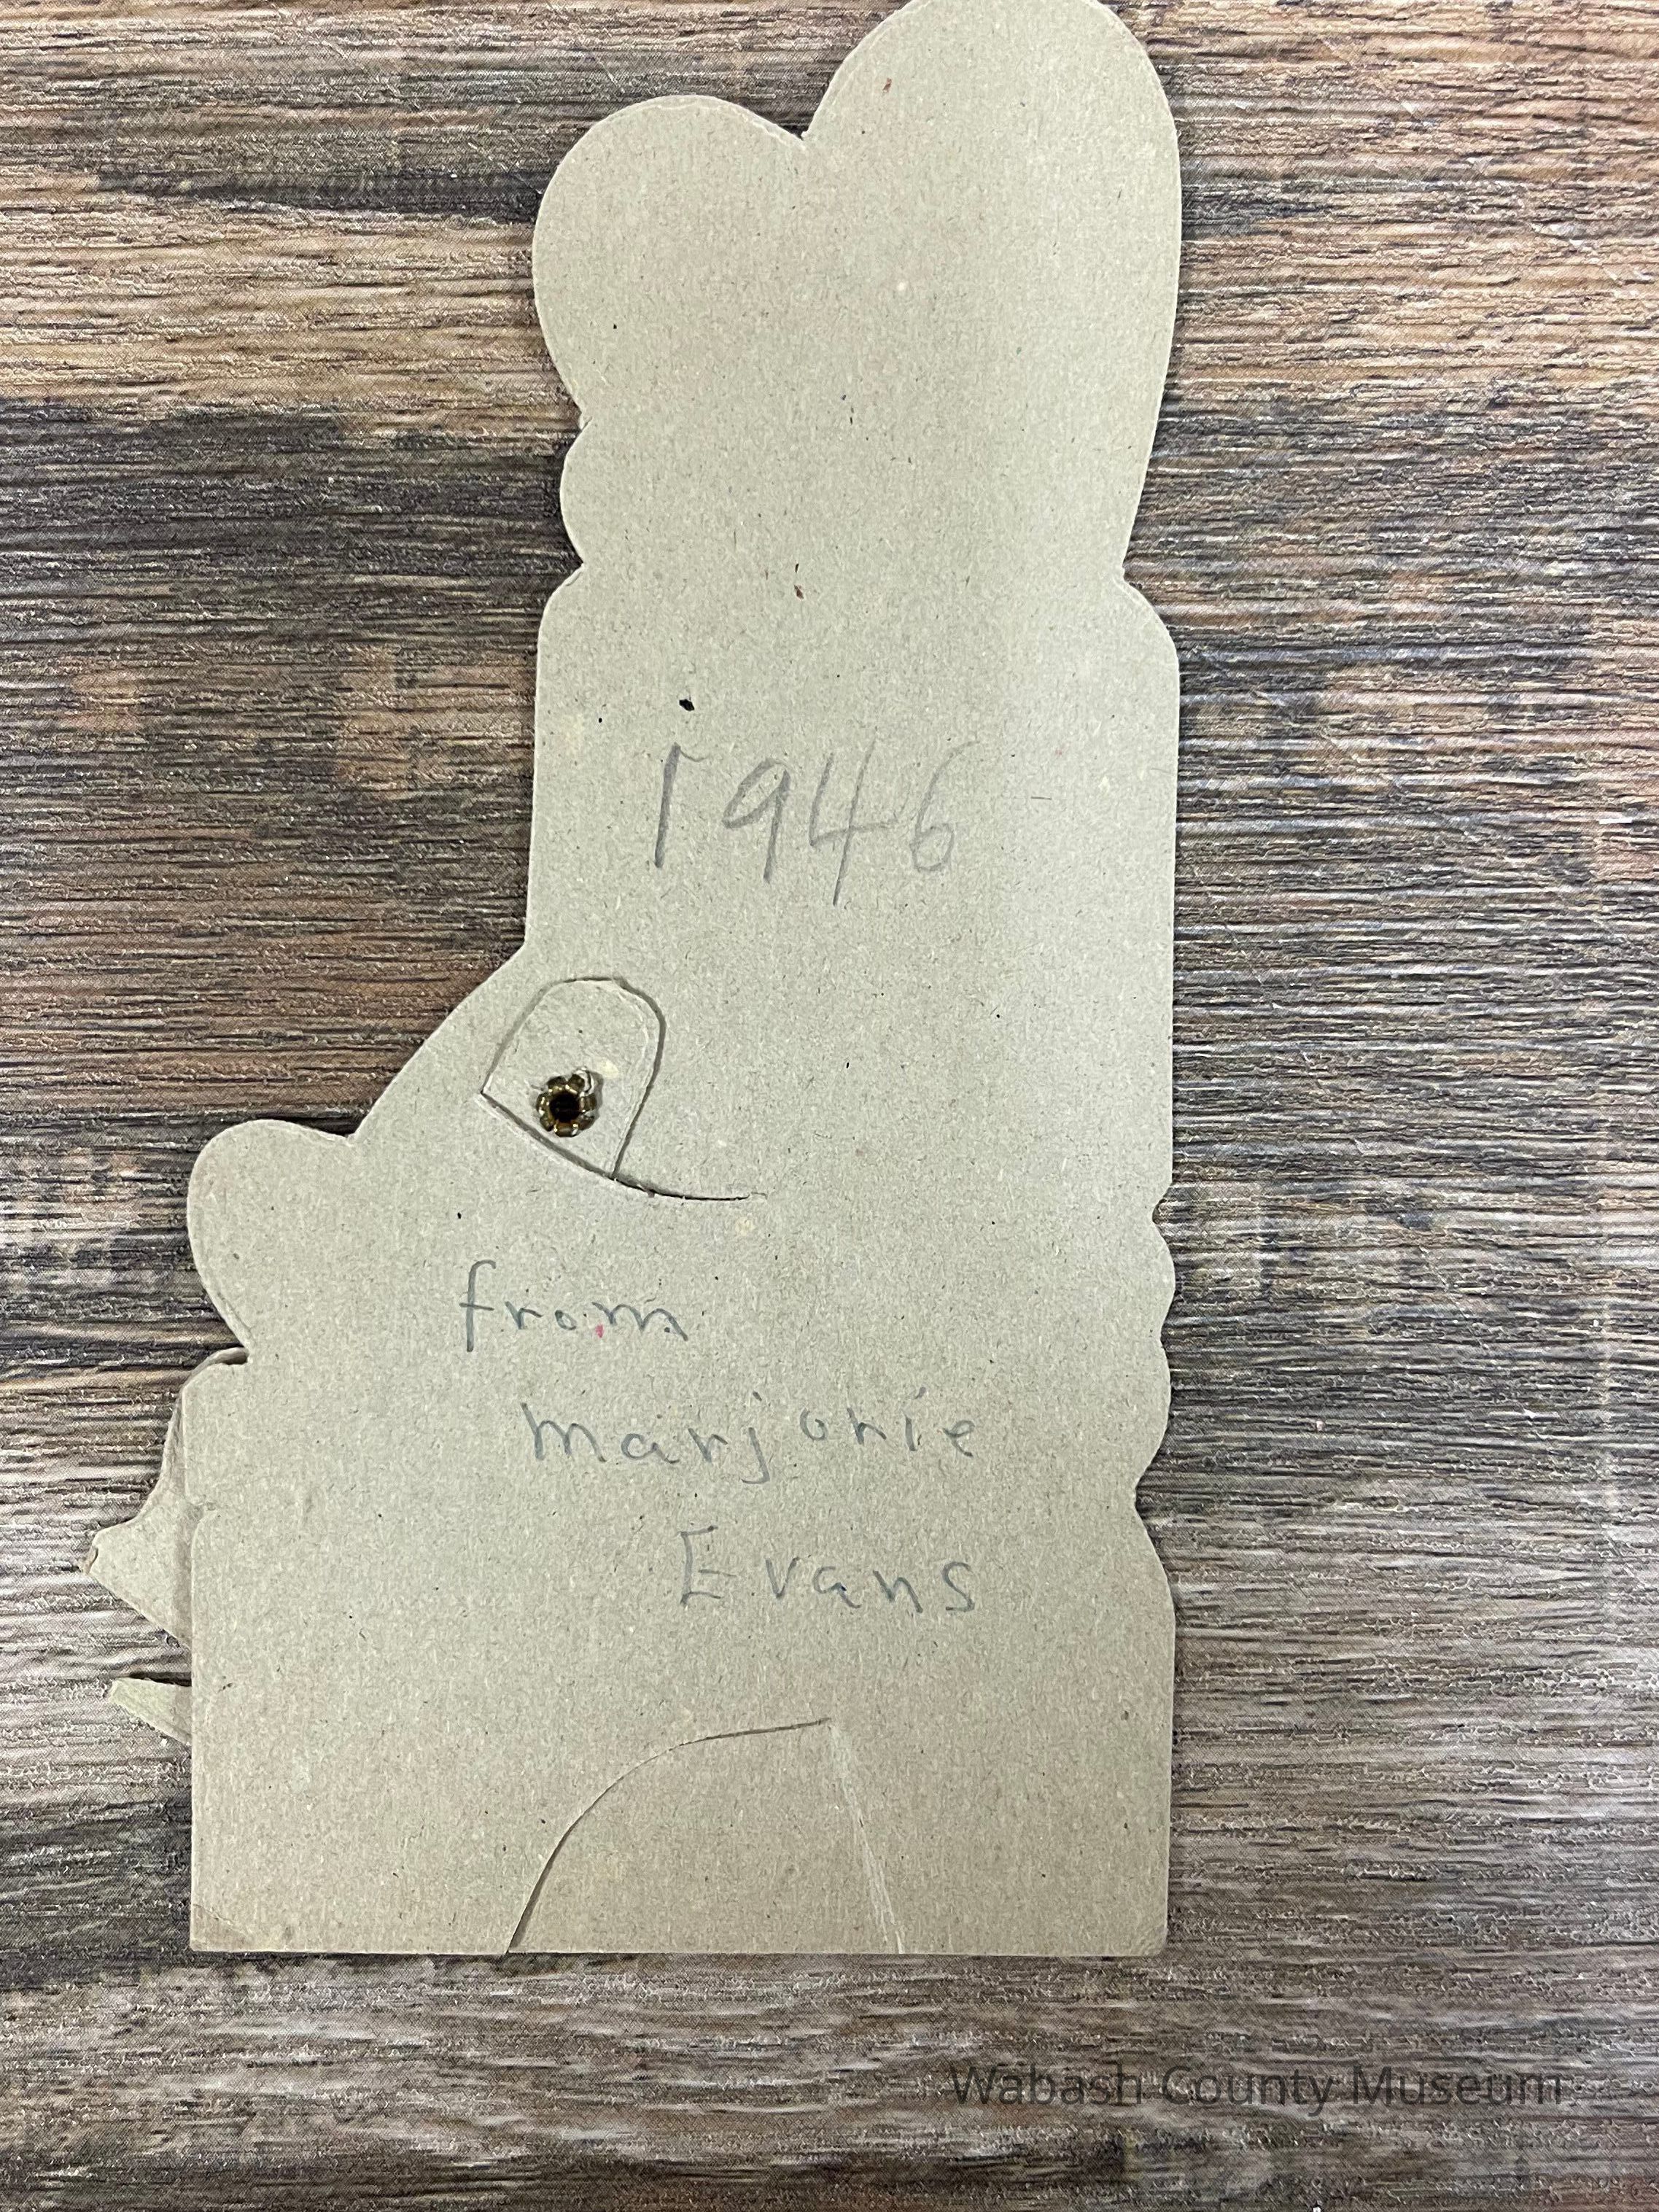 1946
from
marjorie
Evans
Wabash County Museum